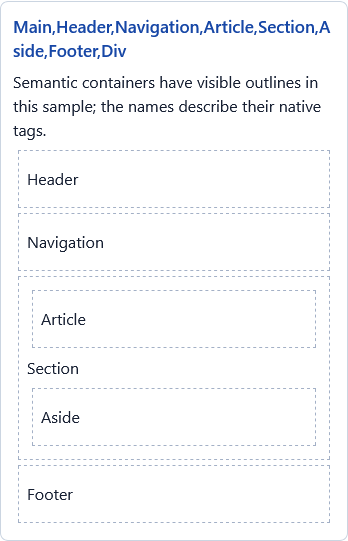 Main,Header,Navigation,Article,Section,A
side,Footer,Div
Semantic containers have visible outlines in
this sample; the names describe their native
tags.
Header
Navigation
Article
Section
Aside
Footer